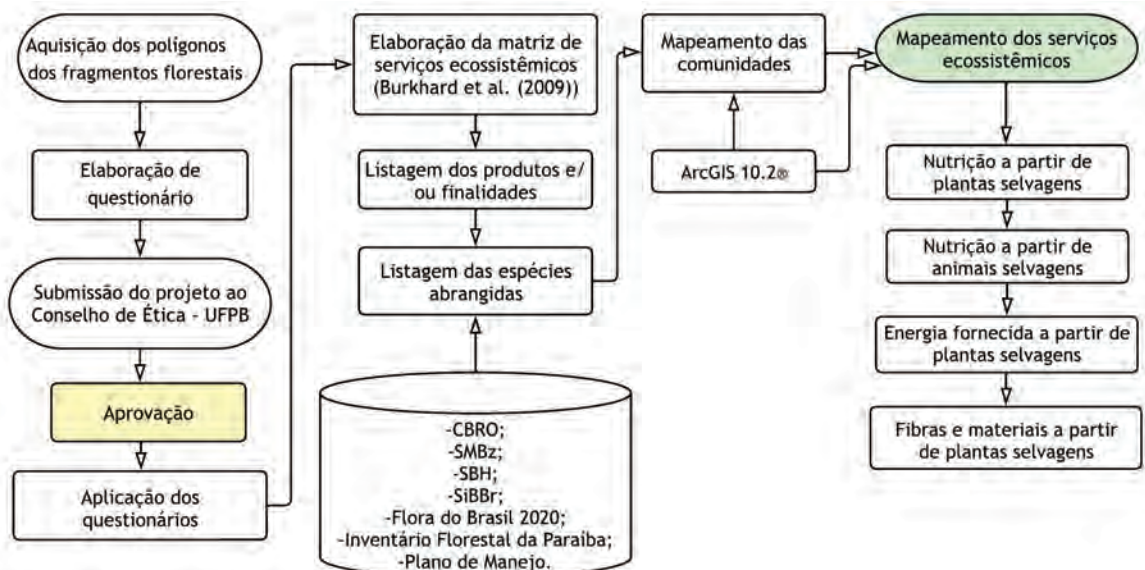 Aquisição dos polígonos
dos fragmentos florestais
Elaboração de
questionário
Submissão do projeto ao
Conselho de Ética - UFPB
Aprovação
Aplicação dos
questionários
Elaboração da matriz de
serviços ecossistêmicos
(Burkhard et al. (2009))
Listagem dos produtos e/
ou finalidades
Listagem das espécies
abrangidas
-CBRO;
-SMBz;
-SBH;
-SiBBr;
-Flora do Brasil 2020;
-Inventário Florestal da Paraíba;
-Plano de Manejo.
Mapeamento das
comunidades
ArcGIS 10.2®
Mapeamento dos serviços
ecossistêmicos
Nutrição a partir de
plantas selvagens
Nutrição a partir de
animais selvagens
Energia fornecida a partir de
plantas selvagens
Fibras e materiais a partir
de plantas selvagens